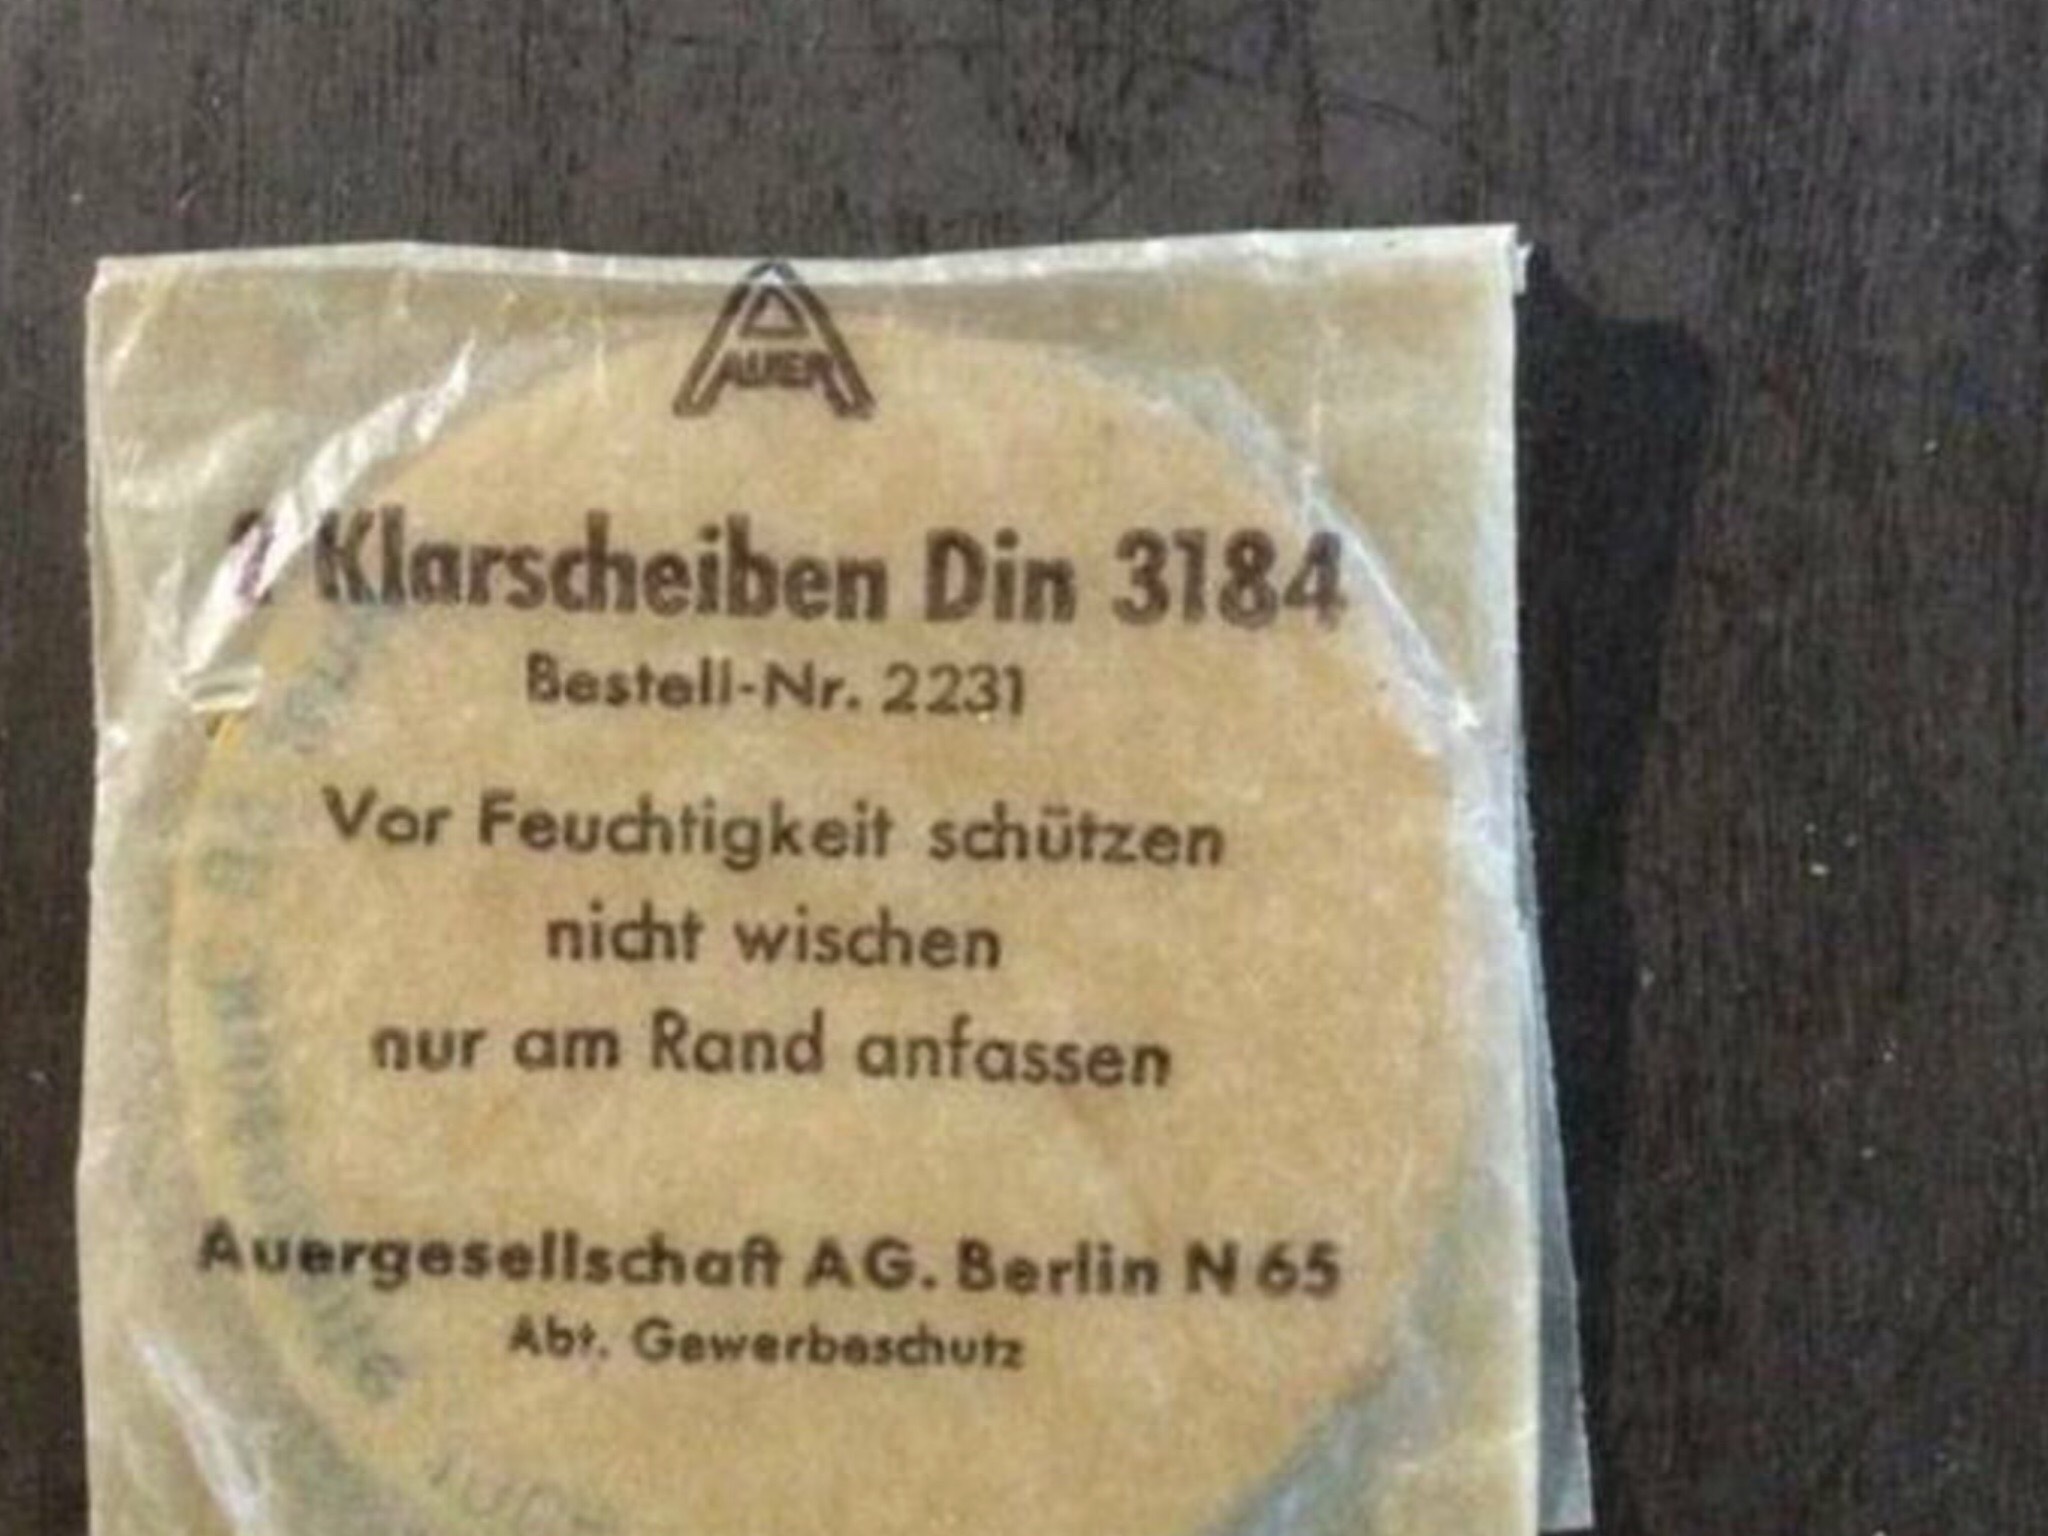 AUER
Klarscheiben Din 3184
Bestell-Nr. 2231
Vor Feuchtigkeit schützen
nicht wischen
nur am Rand anfassen
Auergesellschaft AG. Berlin N 65
Abt. Gewerbeschutz